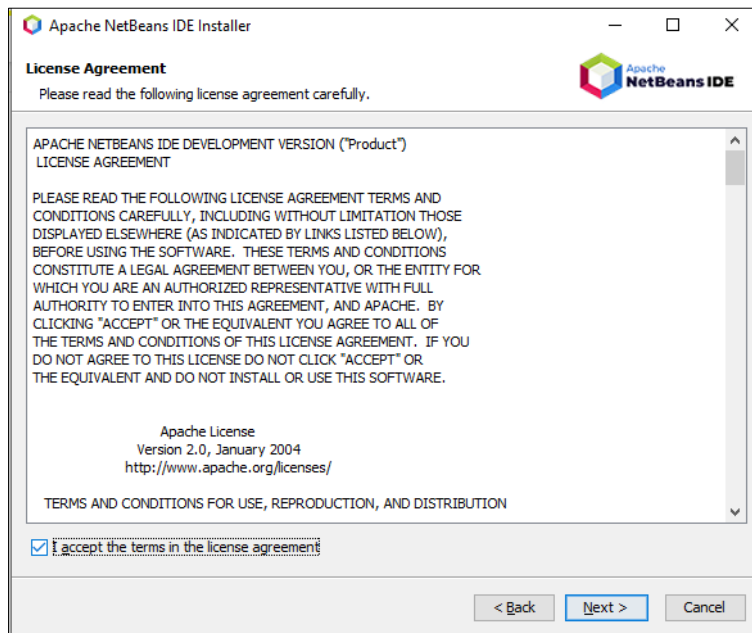 Apache NetBeans IDE Installer
License Agreement
Please read the following license agreement carefully.
Apache
NetBeans IDE
APACHE NETBEANS IDE DEVELOPMENT VERSION ("Product")
LICENSE AGREEMENT
PLEASE READ THE FOLLOWING LICENSE AGREEMENT TERMS AND
CONDITIONS CAREFULLY, INCLUDING WITHOUT LIMITATION THOSE
DISPLAYED ELSEWHERE (AS INDICATED BY LINKS LISTED BELOW),
BEFORE USING THE SOFTWARE.  THESE TERMS AND CONDITIONS
CONSTITUTE A LEGAL AGREEMENT BETWEEN YOU, OR THE ENTITY FOR
WHICH YOU ARE AN AUTHORIZED REPRESENTATIVE WITH FULL
AUTHORITY TO ENTER INTO THIS AGREEMENT, AND APACHE.  BY
CLICKING "ACCEPT" OR THE EQUIVALENT YOU AGREE TO ALL OF
THE TERMS AND CONDITIONS OF THIS LICENSE AGREEMENT.  IF YOU
DO NOT AGREE TO THIS LICENSE DO NOT CLICK "ACCEPT" OR
THE EQUIVALENT AND DO NOT INSTALL OR USE THIS SOFTWARE.
Apache License
Version 2.0, January 2004
http://www.apache.org/licenses/
TERMS AND CONDITIONS FOR USE, REPRODUCTION, AND DISTRIBUTION
I accept the terms in the license agreement
< Back
Next >
Cancel